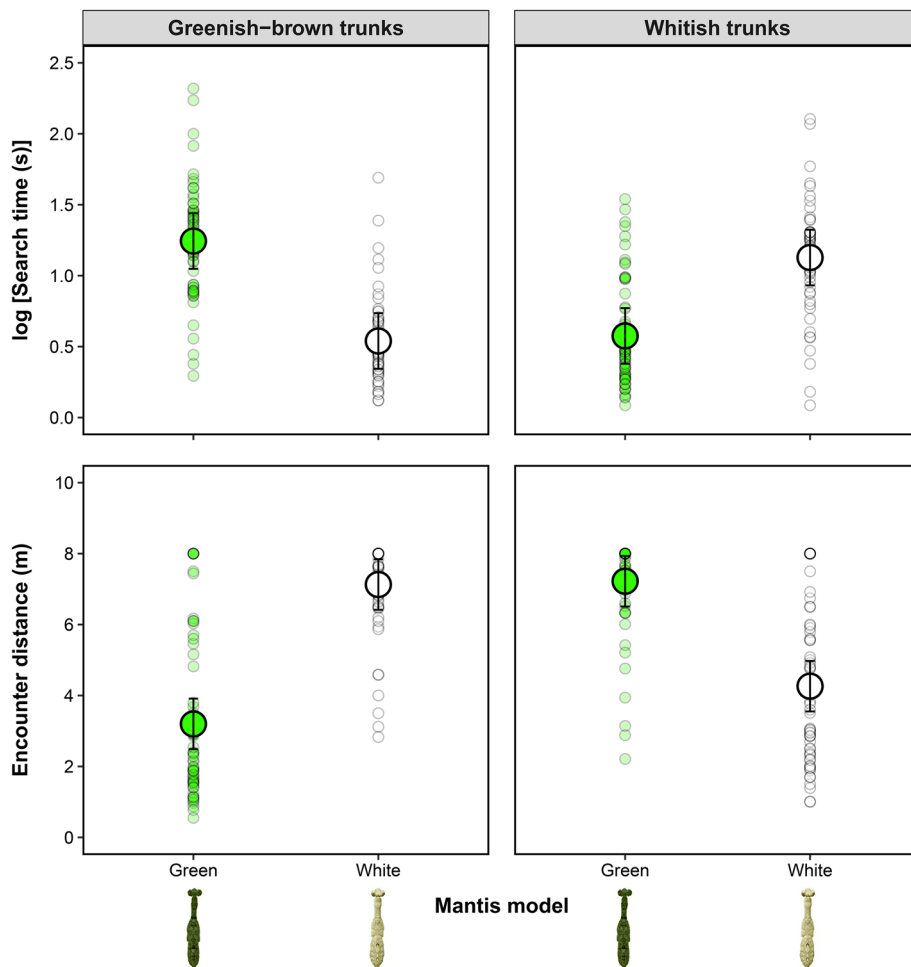 Greenish−brown trunks
Whitish trunks
log [Search time (s)]
2.5
2.0
1.5
1.0
0.5
0.0
Encounter distance (m)
10
8
6
4
2
0
Green
White
Green
White
Mantis model